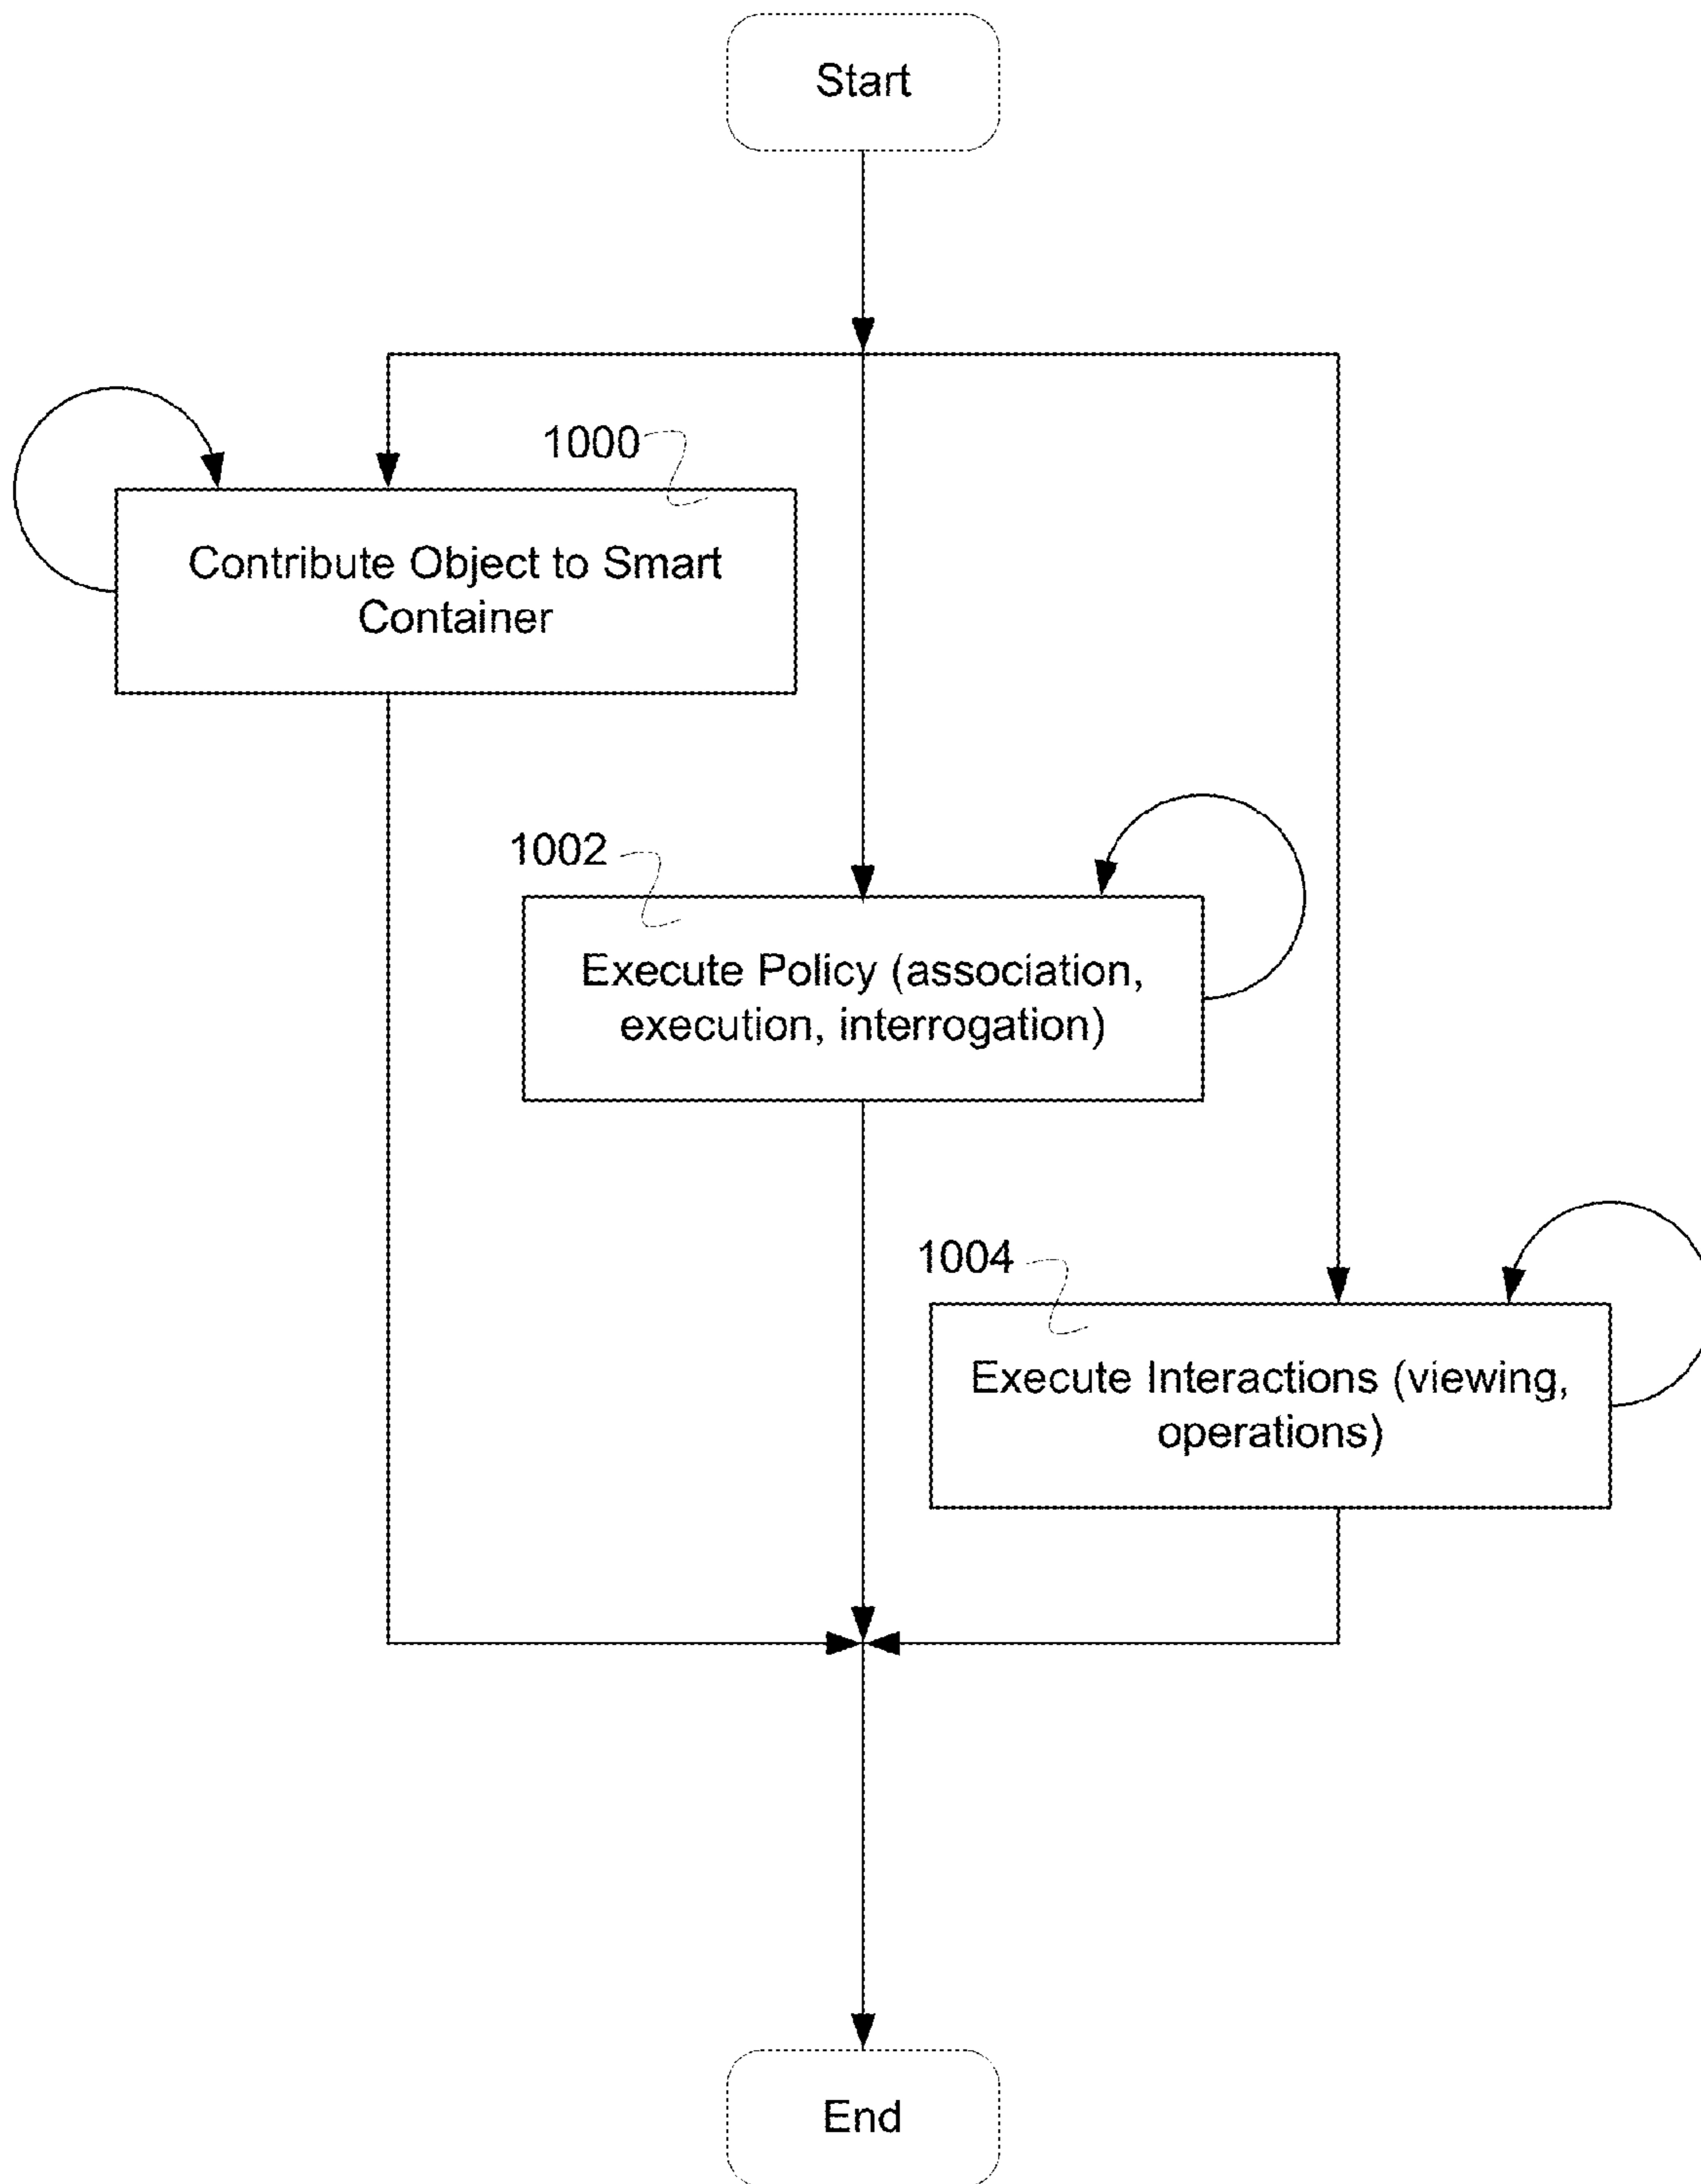 Start
1000
Contribute Object to Smart
Container
1002
Execute Policy (association,
execution, interrogation)
1004
Execute Interactions (viewing,
operations)
End